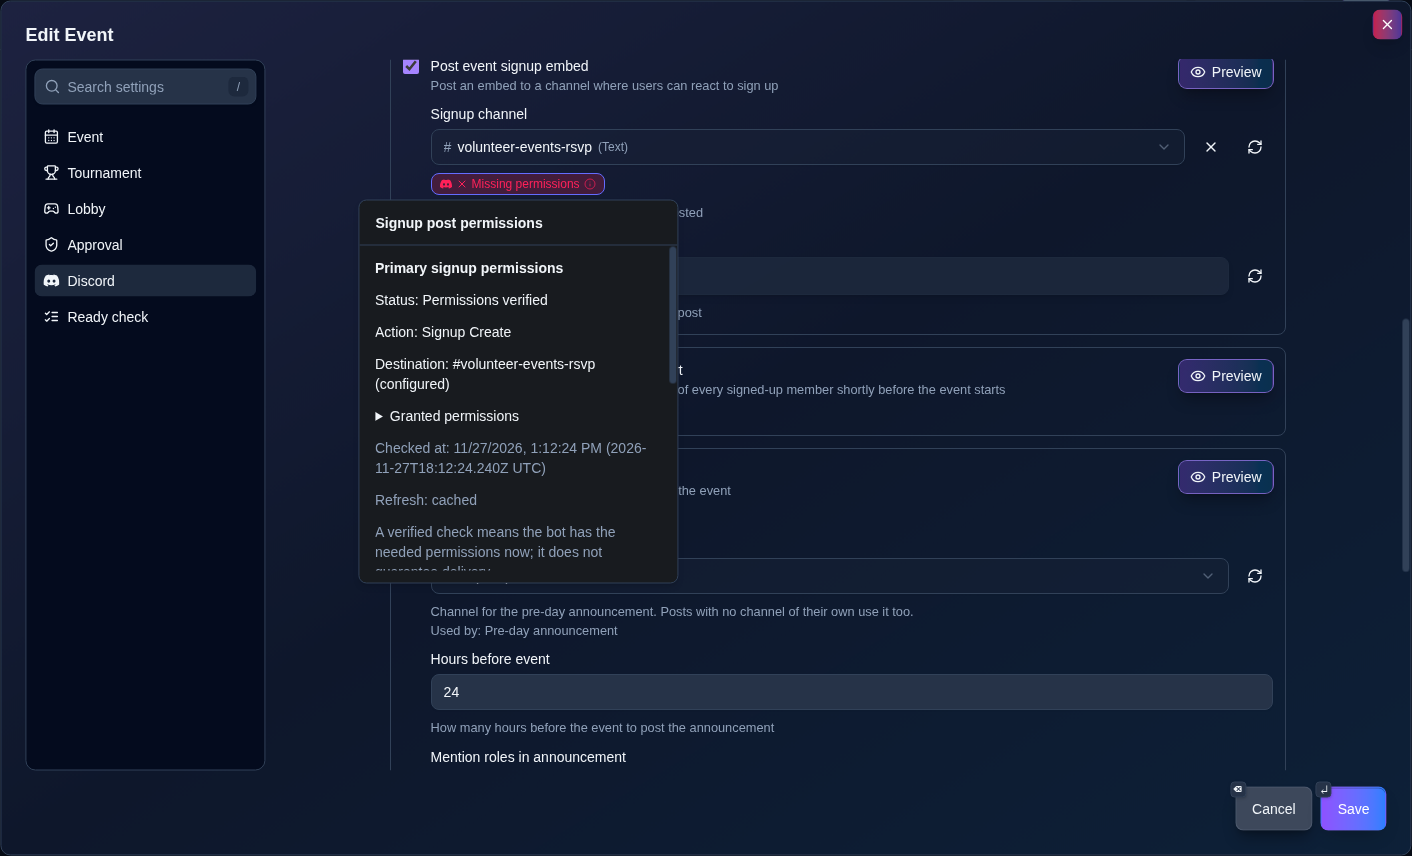 Edit Event
Search settings /
Event
Tournament
Lobby
Approval
Discord
Ready check
Post event signup embed
Post an embed to a channel where users can react to sign up
Preview
Signup channel
# volunteer-events-rsvp (Text)
Missing permissions
sted
post
Signup post permissions
Primary signup permissions
Status: Permissions verified
Action: Signup Create
Destination: #volunteer-events-rsvp
(configured)
Granted permissions
Checked at: 11/27/2026, 1:12:24 PM (2026-
11-27T18:12:24.240Z UTC)
Refresh: cached
A verified check means the bot has the
needed permissions now; it does not
guarantee delivery
rt
of every signed-up member shortly before the event starts
Preview
the event
Preview
Channel for the pre-day announcement. Posts with no channel of their own use it too.
Used by: Pre-day announcement
Hours before event
24
How many hours before the event to post the announcement
Mention roles in announcement
Cancel
Save